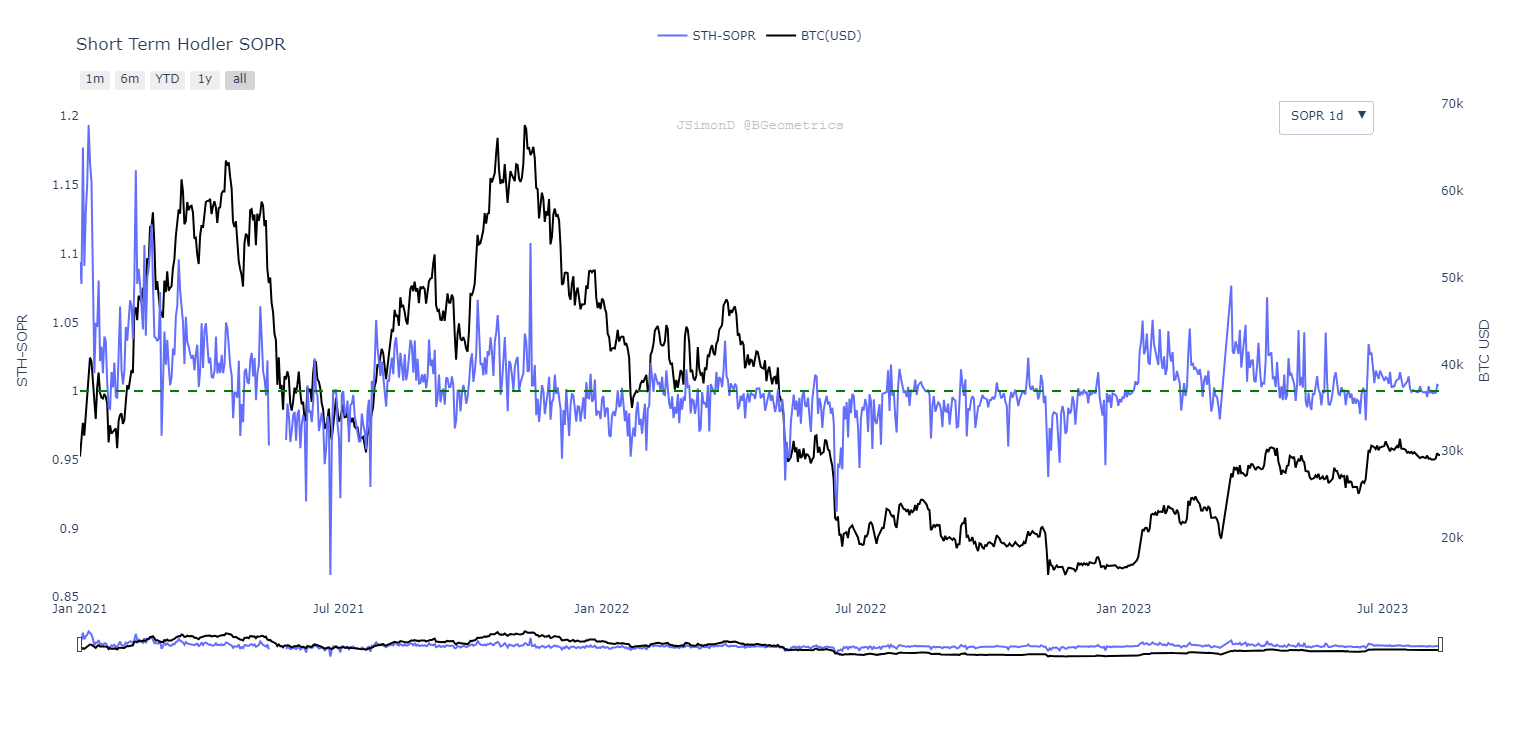 Short Term Hodler SOPR
STH-SOPR BTC(USD)
1m 6m YTD 1y all
SOPR 1d ▼
JSimonD @BGeometrics
STH-SOPR
1.2
1.15
1.1
1.05
1
0.95
0.9
0.85
BTC USD
70k
60k
50k
40k
30k
20k
Jan 2021 Jul 2021 Jan 2022 Jul 2022 Jan 2023 Jul 2023